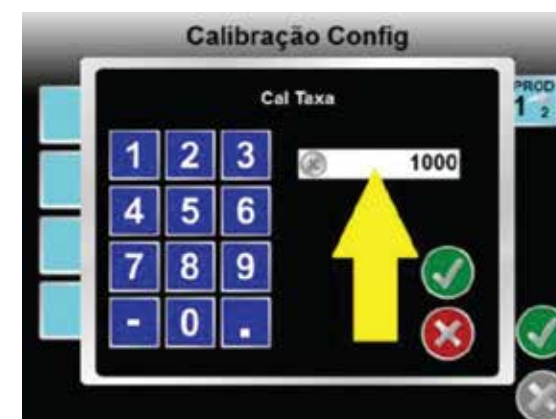 Calibração Config
Cal Taxa
PROD
1 2
1000
1 2 3
4 5 6
7 8 9
- 0 .